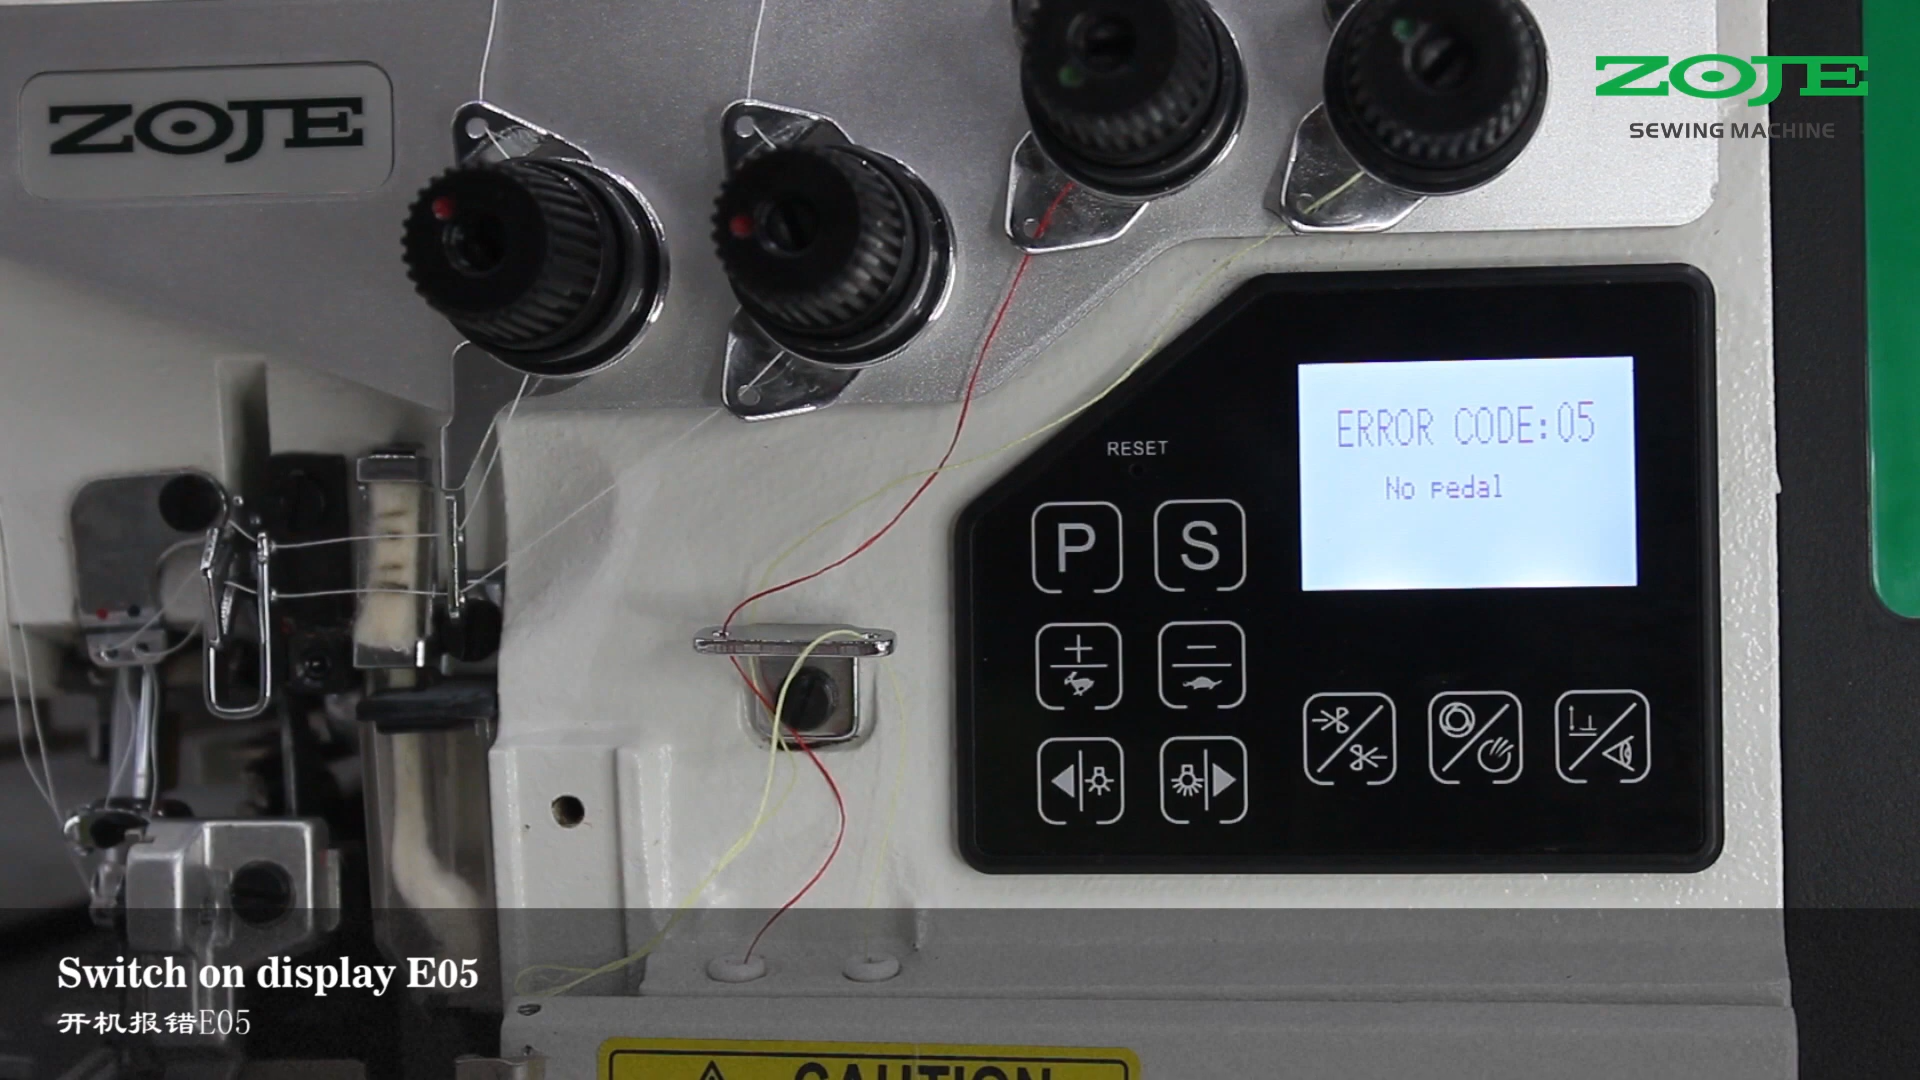 ZOJE
ZOJE
SEWING MACHINE
ERROR CODE:05
No pedal
RESET
P
S
Switch on display E05
开机报错E05
CAUTION